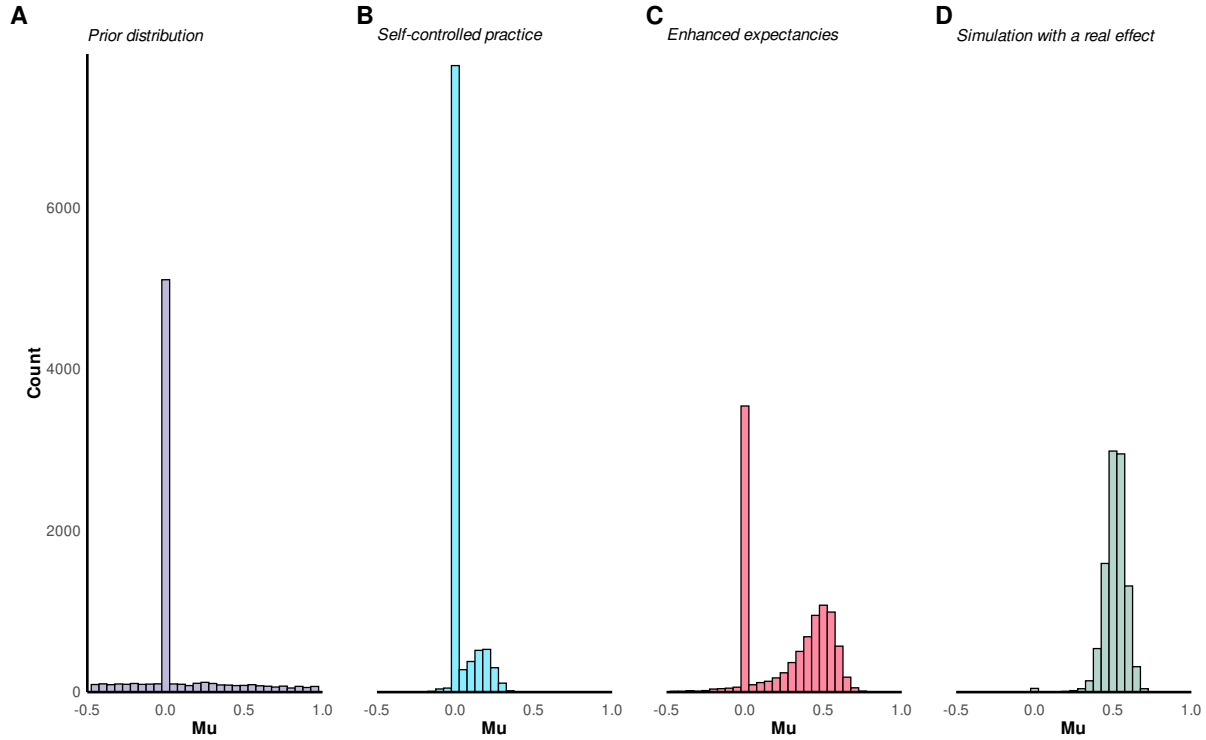 A B C D
Prior distribution Self-controlled practice Enhanced expectancies Simulation with a real effect
6000
4000
2000
0
Count
-0.5 0.0 0.5 1.0 -0.5 0.0 0.5 1.0 -0.5 0.0 0.5 1.0 -0.5 0.0 0.5 1.0
Mu Mu Mu Mu